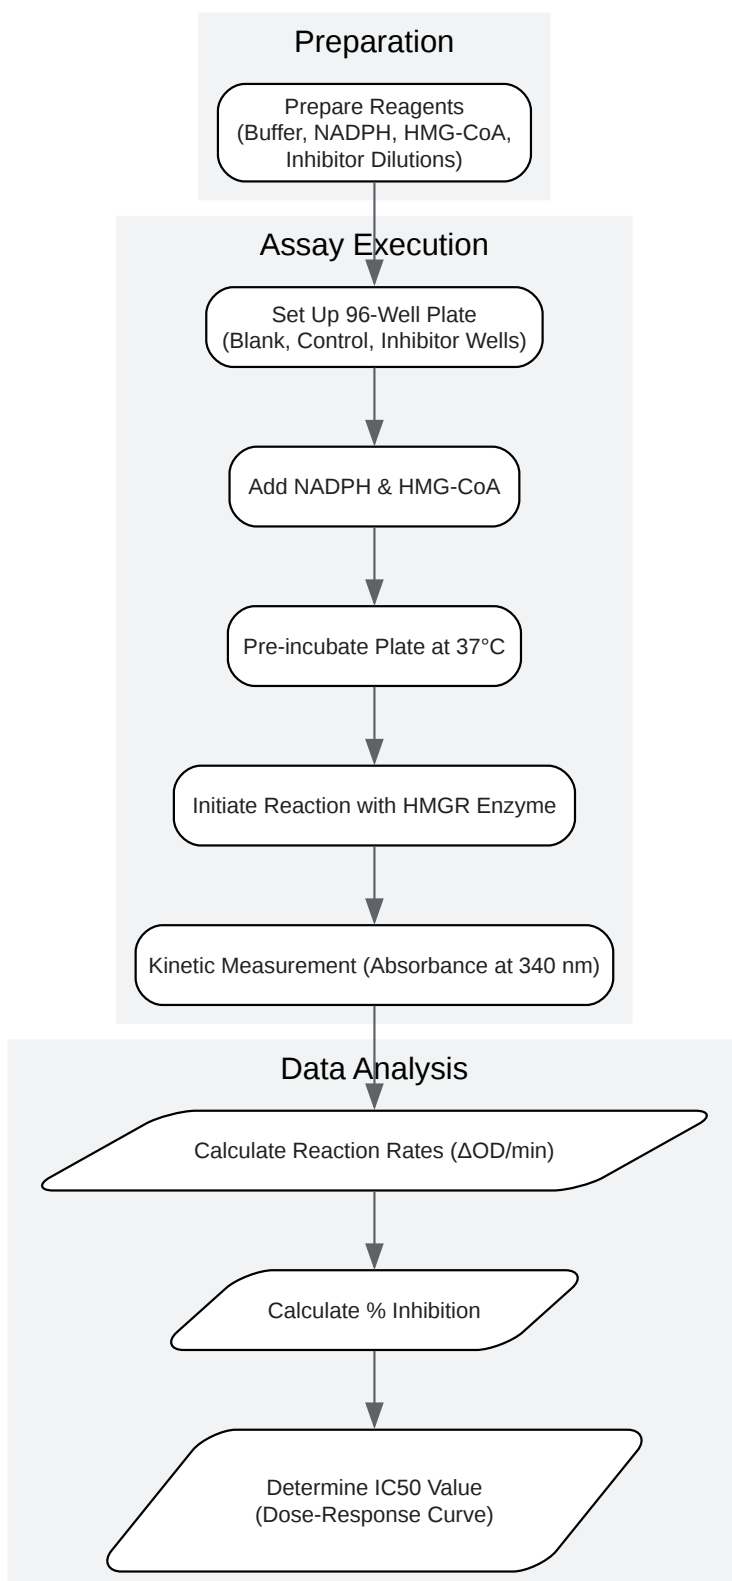 Preparation
Prepare Reagents
(Buffer, NADPH, HMG-CoA,
Inhibitor Dilutions)
Assay Execution
Set Up 96-Well Plate
(Blank, Control, Inhibitor Wells)
Add NADPH & HMG-CoA
Pre-incubate Plate at 37°C
Initiate Reaction with HMGR Enzyme
Kinetic Measurement (Absorbance at 340 nm)
Data Analysis
Calculate Reaction Rates (ΔOD/min)
Calculate % Inhibition
Determine IC50 Value
(Dose-Response Curve)